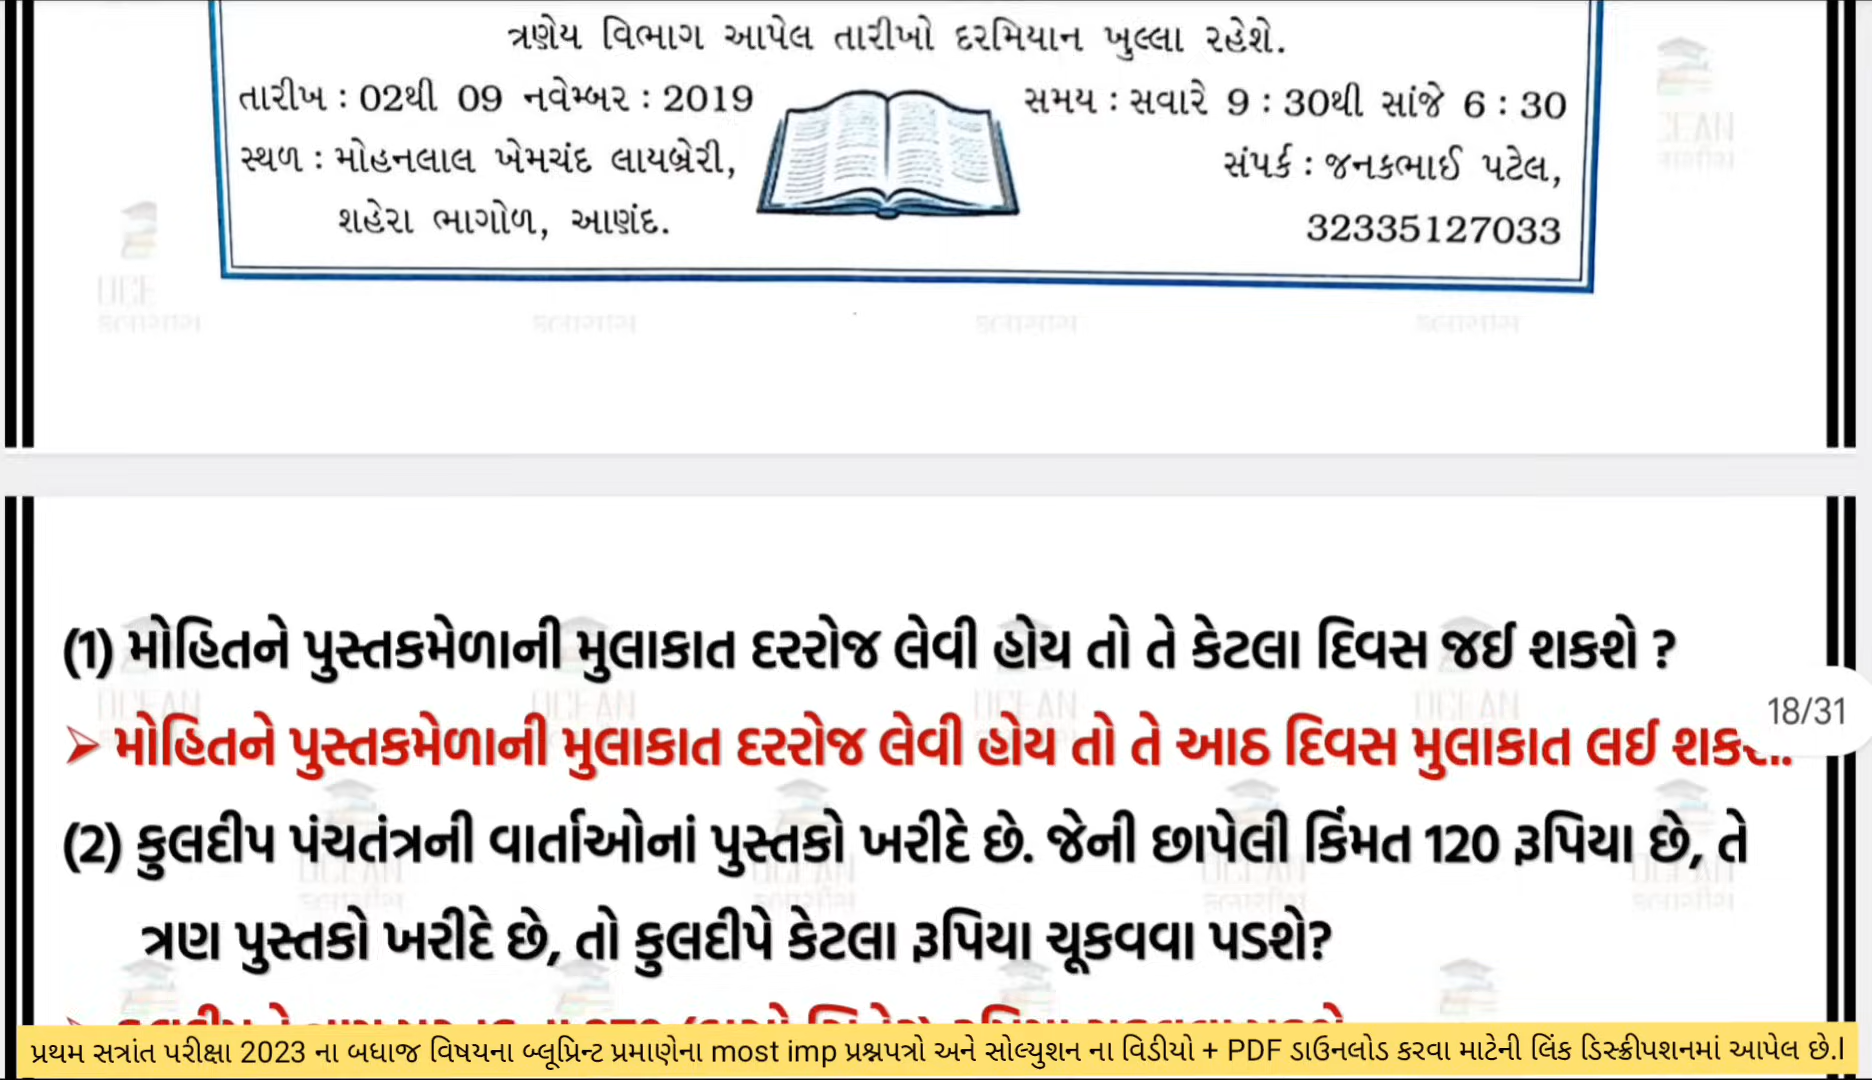 ત્રણેય વિભાગ આપેલ તારીખો દરમિયાન ખુલ્લા રહેશે.
તારીખ : 02થી 09 નવેમ્બર : 2019
સમય : સવારે 9 : 30થી સાંજે 6 : 30
સ્થળ : મોહનલાલ ખેમચંદ લાયબ્રેરી,
સંપર્ક : જનકભાઈ પટેલ,
શહેરા ભાગોળ, આણંદ.
32335127033
(1) મોહિતને પુસ્તકમેળાની મુલાકાત દરરોજ લેવી હોય તો તે કેટલા દિવસ જઈ શકશે ?
18/31
➤ મોહિતને પુસ્તકમેળાની મુલાકાત દરરોજ લેવી હોય તો તે આઠ દિવસ મુલાકાત લઈ
(2) કુલદીપ પંચતંત્રની વાર્તાઓનાં પુસ્તકો ખરીદે છે. જેની છાપેલી કિંમત 120 રૂપિયા છે, તે
ત્રણ પુસ્તકો ખરીદે છે, તો કુલદીપે કેટલા રૂપિયા ચૂકવવા પડશે?
પ્રથમ સત્રાંત પરીક્ષા 2023 ના બધાજ વિષયના બ્લૂપ્રિન્ટ પ્રમાણેના most imp પ્રશ્નપત્રો અને સોલ્યુશન ના વિડીયો + PDF ડાઉનલોડ કરવા માટેની લિંક ડિસ્ક્રીપશનમાં આપેલ છે.l